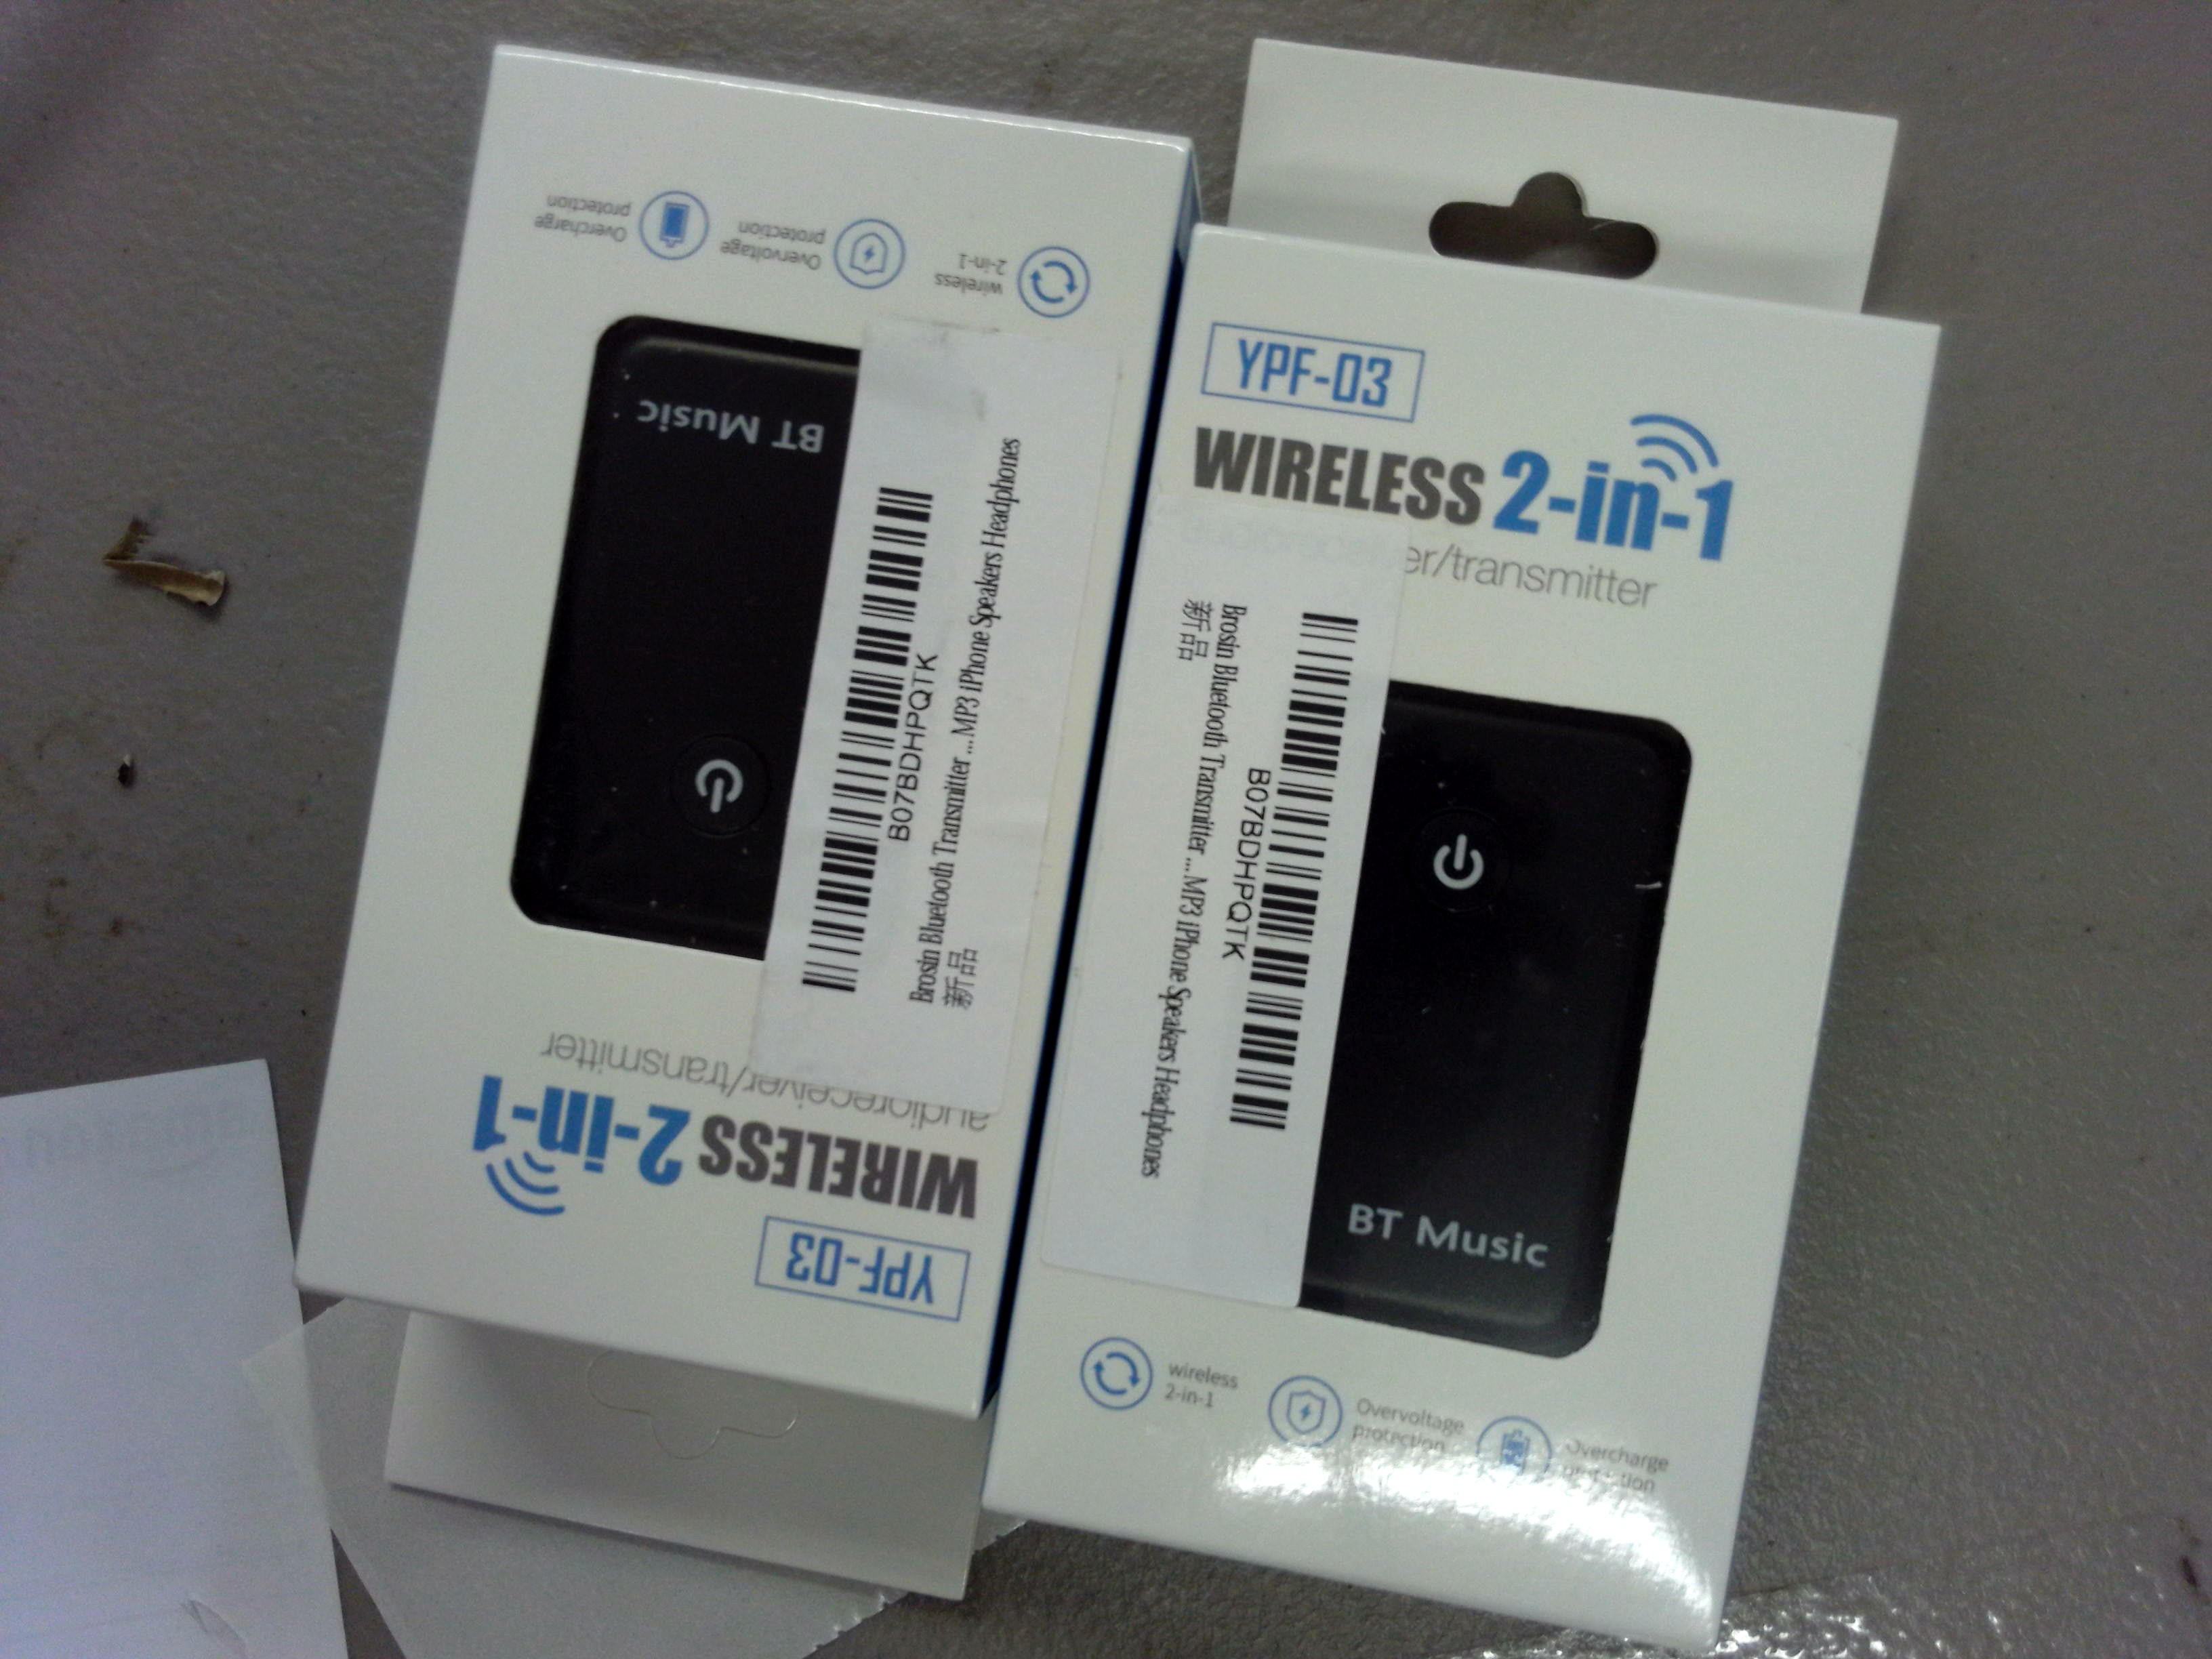 Overcharge
protection
Overvoltage
protection
wireless
2-in-1
BT Music
B07BDHPQTK
Brosin Bluetooth Transmitter ...MP3 iPhone Speakers Headphones
新品
audioreceiver/transmitter
WIRELESS 2-in-1
YPF-03
YPF-03
WIRELESS 2-in-1
er/transmitter
B07BDHPQTK
Brosin Bluetooth Transmitter ...MP3 iPhone Speakers Headphones
新品
BT Music
wireless
2-in-1
Overvoltage
protection
Overcharge
protection